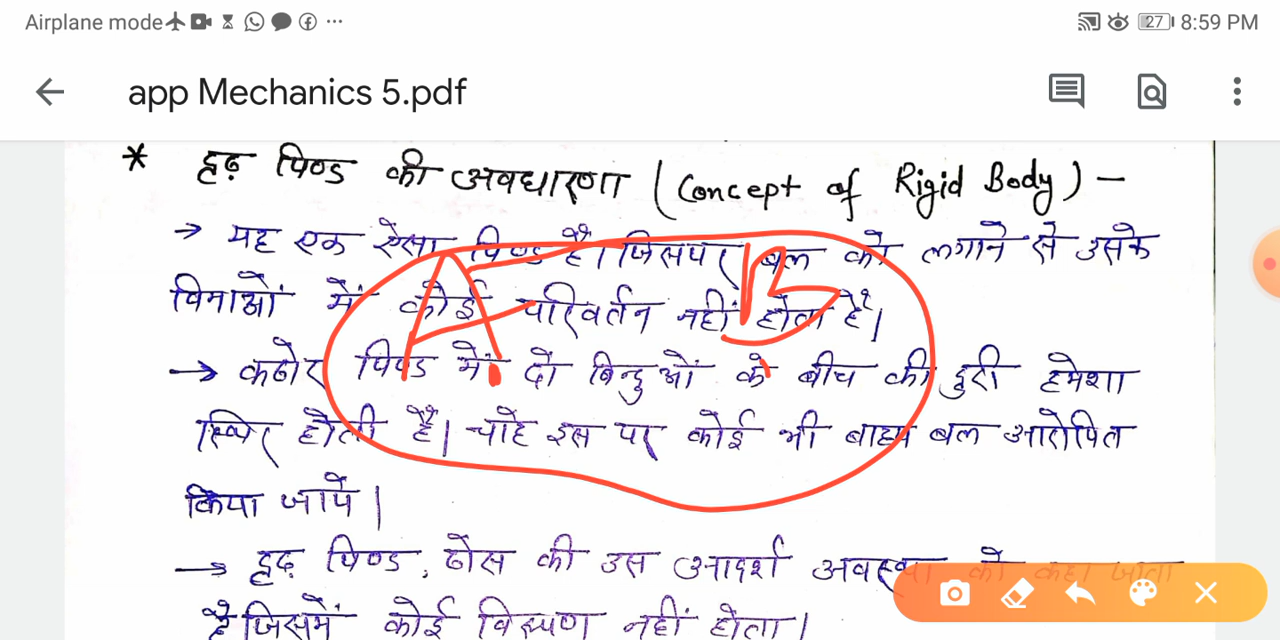 Airplane mode 27 8:59 PM
app Mechanics 5.pdf
* दृढ़ पिण्ड की अवधारणा (Concept of Rigid Body) –
→ यह एक ऐसा पिण्ड है। जिसपर बल को लगाने से उसके
विमाओं में कोई परिवर्तन नहीं होता है।
A B
→ कठोर पिण्ड में दो बिन्दुओं के बीच की दुरी हमेशा
स्थिर होती है। चाहे इस पर कोई भी बाह्य बल आरोपित
किया जाये।
→ दृढ़ पिण्ड, ठोस की उस आदर्श अवस्था को कहा जाता
है जिसमें कोई विरूपण नहीं होता।